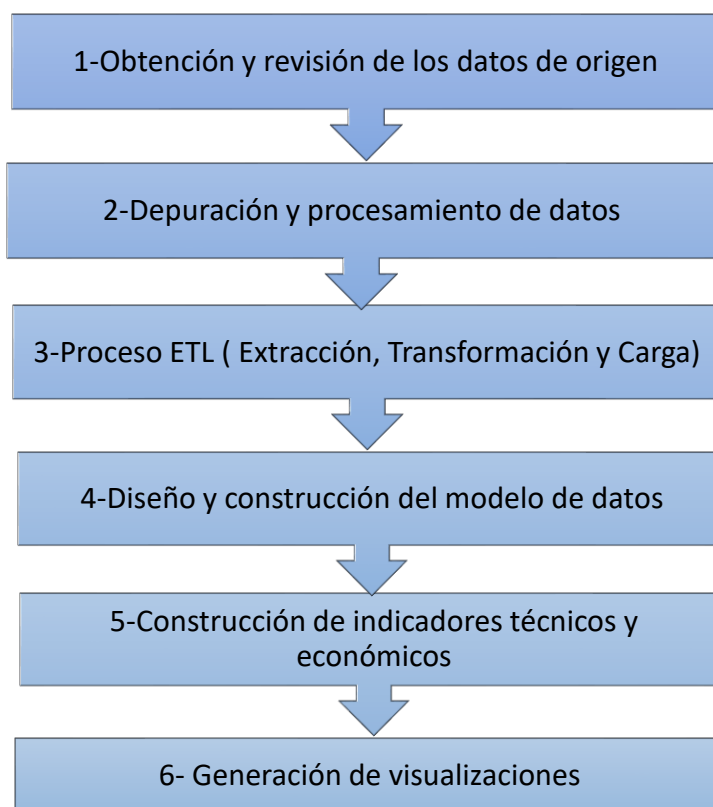 1-Obtención y revisión de los datos de origen
2-Depuración y procesamiento de datos
3-Proceso ETL ( Extracción, Transformación y Carga)
4-Diseño y construcción del modelo de datos
5-Construcción de indicadores técnicos y
económicos
6- Generación de visualizaciones